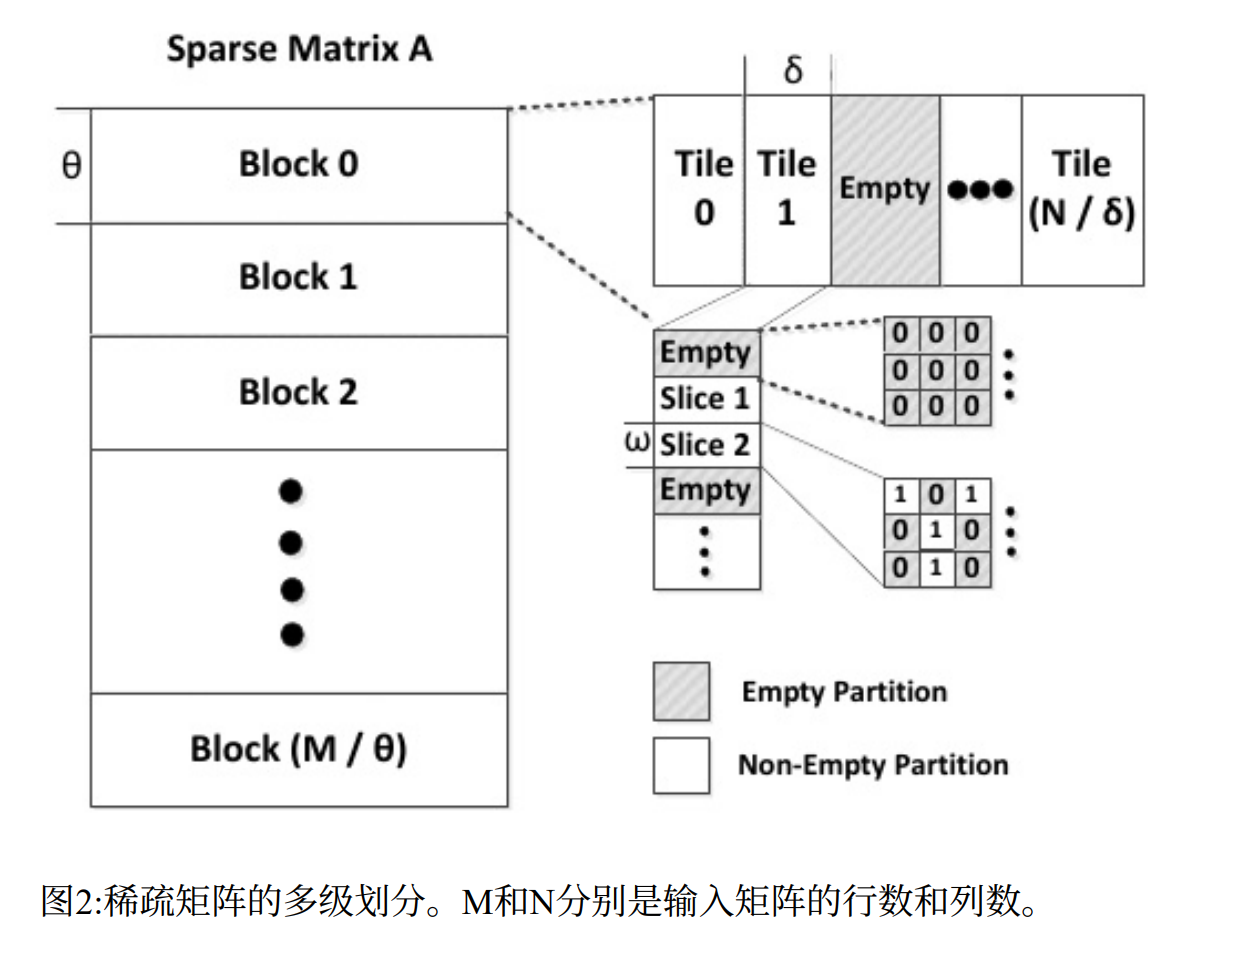 Sparse Matrix A
θ
Block 0
Block 1
Block 2
Block (M / θ)
δ
Tile 0
Tile 1
Empty
Tile (N / δ)
Empty
Slice 1
ω
Slice 2
Empty
0 0 0
0 0 0
0 0 0
1 0 1
0 1 0
0 1 0
Empty Partition
Non-Empty Partition
图2:稀疏矩阵的多级划分。M和N分别是输入矩阵的行数和列数。